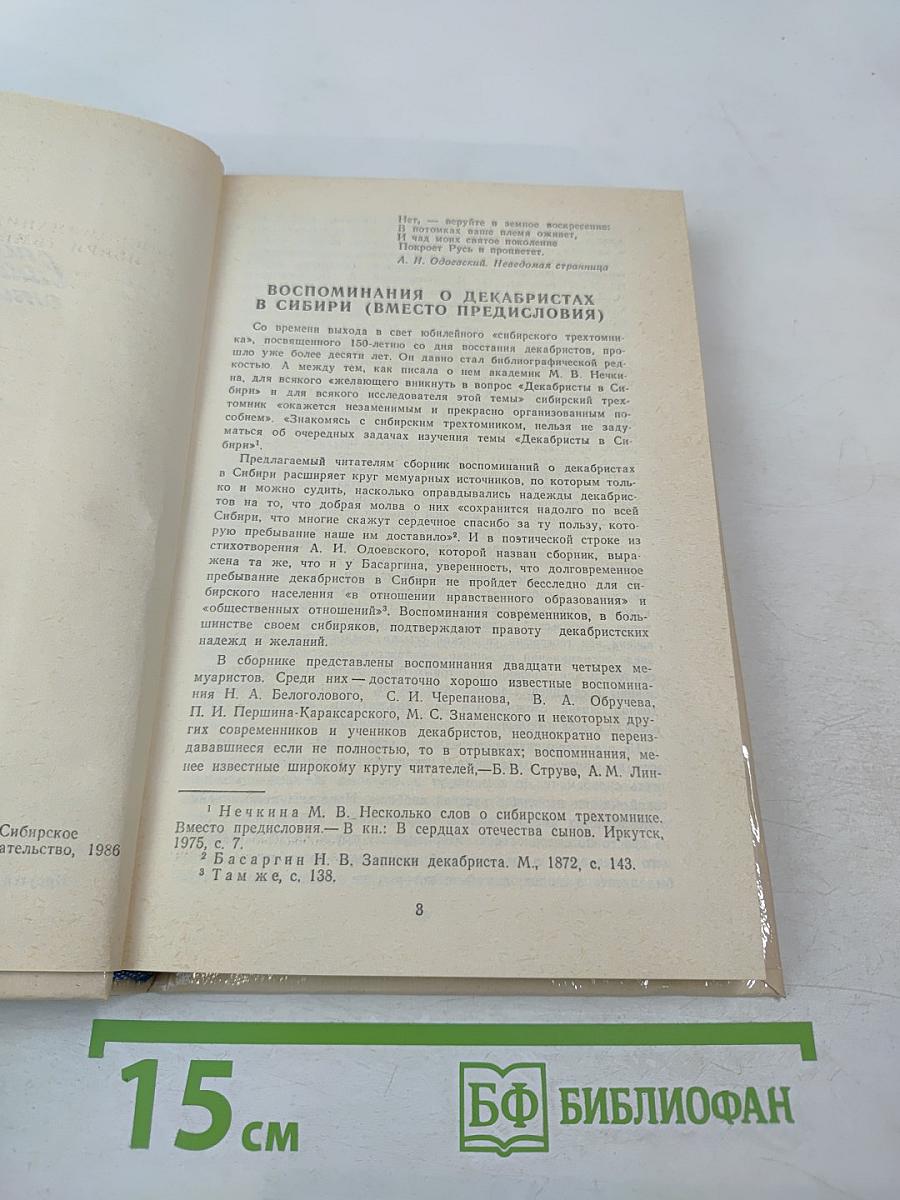 Сибирское
ательство, 1986
Нет, — веруйте в земное воскресение:
В потомках ваше племя оживет,
И чад моих святое поколение
Покроет Русь и процветет.
А. И. Одоевский. Неведомая странница
ВОСПОМИНАНИЯ О ДЕКАБРИСТАХ
В СИБИРИ (ВМЕСТО ПРЕДИСЛОВИЯ)
Со времени выхода в свет юбилейного «сибирского трехтомни-
ка», посвященного 150-летию со дня восстания декабристов, про-
шло уже более десяти лет. Он давно стал библиографической ред-
костью. А между тем, как писала о нем академик М. В. Нечки-
на, для всякого «желающего вникнуть в вопрос «Декабристы в Си-
бири» и для всякого исследователя этой темы» сибирский трех-
томник «окажется незаменимым и прекрасно организованным по-
собием». «Знакомясь с сибирским трехтомником, нельзя не заду-
маться об очередных задачах изучения темы «Декабристы в Си-
бири»¹.
Предлагаемый читателям сборник воспоминаний о декабристах
в Сибири расширяет круг мемуарных источников, по которым толь-
ко и можно судить, насколько оправдывались надежды декабрис-
тов на то, что добрая молва о них «сохранится надолго по всей
Сибири, что многие скажут сердечное спасибо за ту пользу, кото-
рую пребывание наше им доставило»². И в поэтической строке из
стихотворения А. И. Одоевского, которой назван сборник, выра-
жена та же, что и у Басаргина, уверенность, что долговременное
пребывание декабристов в Сибири не пройдет бесследно для си-
бирского населения «в отношении нравственного образования» и
«общественных отношений»³. Воспоминания современников, в боль-
шинстве своем сибиряков, подтверждают правоту декабристских
надежд и желаний.
В сборнике представлены воспоминания двадцати четырех ме-
муаристов. Среди них — достаточно хорошо известные воспомина-
ния Н. А. Белоголового, С. И. Черепанова, В. А. Обручева,
П. И. Першина-Караксарского, М. С. Знаменского и некоторых дру-
гих современников и учеников декабристов, неоднократно переиз-
дававшиеся если не полностью, то в отрывках; воспоминания, ме-
нее известные широкому кругу читателей,—Б. В. Струве, А. М. Лин-
¹ Нечкина М. В. Несколько слов о сибирском трехтомнике.
Вместо предисловия.— В кн.: В сердцах отечества сынов. Иркутск,
1975, с. 7.
² Басаргин Н. В. Записки декабриста. М., 1872, с. 143.
³ Там же, с. 138.
3
15 см
БФ БИБЛИОФАН